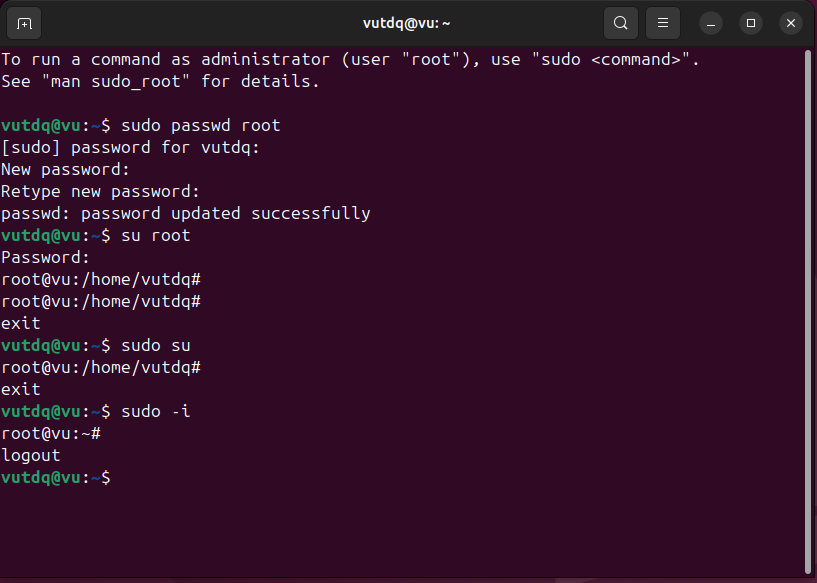 vutdq@vu: ~
To run a command as administrator (user "root"), use "sudo <command>".
See "man sudo_root" for details.
vutdq@vu:~$ sudo passwd root
[sudo] password for vutdq:
New password:
Retype new password:
passwd: password updated successfully
vutdq@vu:~$ su root
Password:
root@vu:/home/vutdq#
root@vu:/home/vutdq#
exit
vutdq@vu:~$ sudo su
root@vu:/home/vutdq#
exit
vutdq@vu:~$ sudo -i
root@vu:~#
logout
vutdq@vu:~$